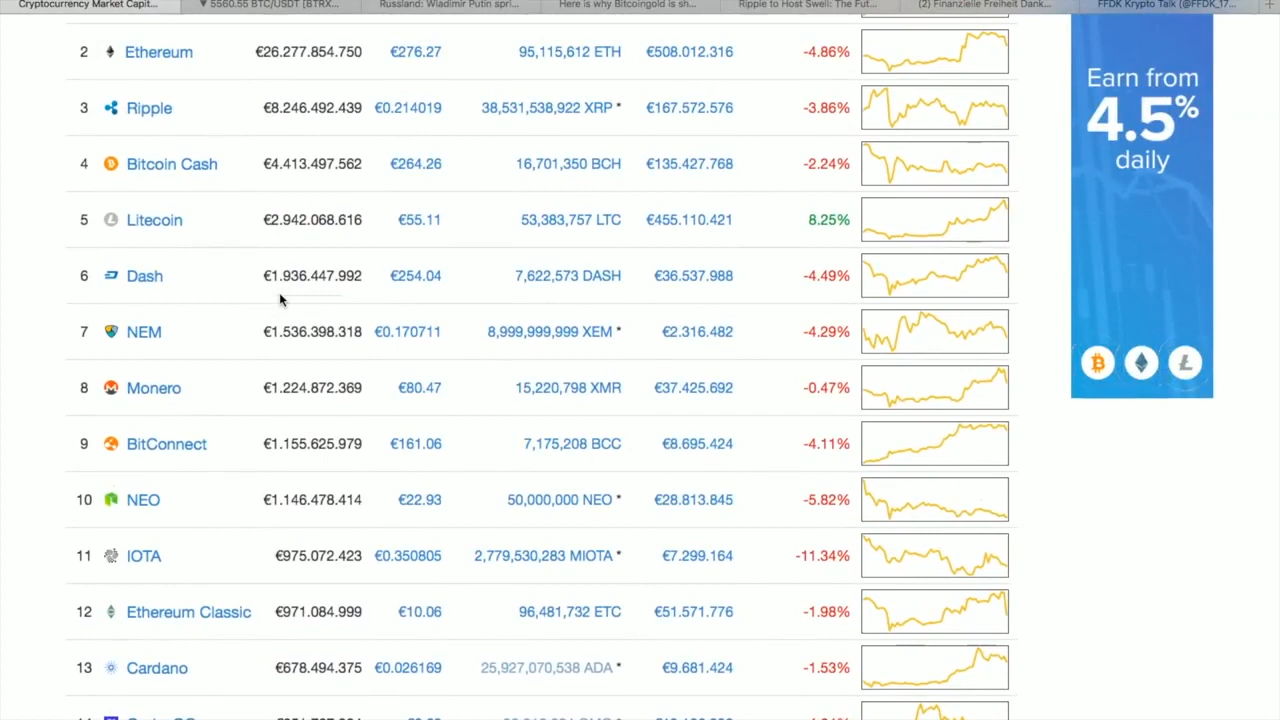 Cryptocurrency Market Capit... ▼ 5560.55 BTC/USDT [BTRX... Russland: Wladimir Putin spri... Here is why Bitcoingold is sh... Ripple to Host Swell: The Fut... (2) Finanzielle Freiheit Dank... FFDK Krypto Talk (@FFDK_17...
2 Ethereum €26.277.854.750 €276.27 95,115,612 ETH €508.012.316 -4.86%
3 Ripple €8.246.492.439 €0.214019 38,531,538,922 XRP * €167.572.576 -3.86%
4 Bitcoin Cash €4.413.497.562 €264.26 16,701,350 BCH €135.427.768 -2.24%
5 Litecoin €2.942.068.616 €55.11 53,383,757 LTC €455.110.421 8.25%
6 Dash €1.936.447.992 €254.04 7,622,573 DASH €36.537.988 -4.49%
7 NEM €1.536.398.318 €0.170711 8,999,999,999 XEM * €2.316.482 -4.29%
8 Monero €1.224.872.369 €80.47 15,220,798 XMR €37.425.692 -0.47%
9 BitConnect €1.155.625.979 €161.06 7,175,208 BCC €8.695.424 -4.11%
10 NEO €1.146.478.414 €22.93 50,000,000 NEO * €28.813.845 -5.82%
11 IOTA €975.072.423 €0.350805 2,779,530,283 MIOTA * €7.299.164 -11.34%
12 Ethereum Classic €971.084.999 €10.06 96,481,732 ETC €51.571.776 -1.98%
13 Cardano €678.494.375 €0.026169 25,927,070,538 ADA * €9.681.424 -1.53%
Earn from
4.5%
daily